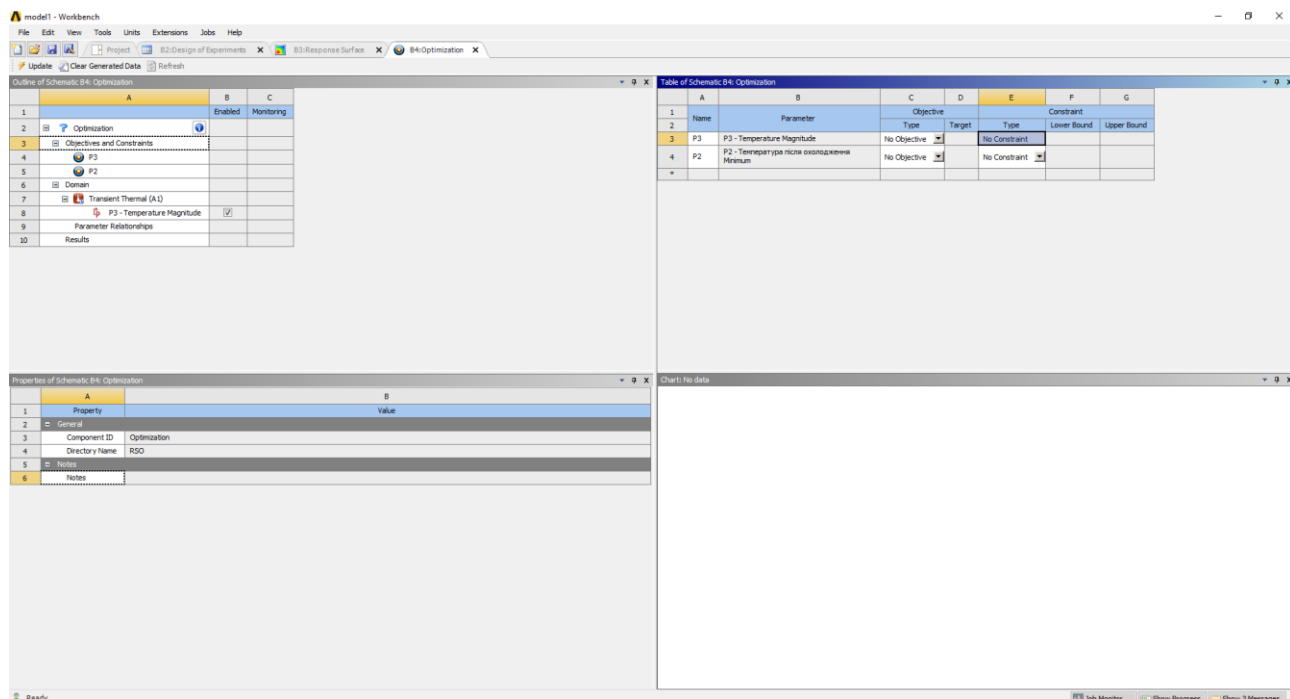 model1 - Workbench
File Edit View Tools Units Extensions Jobs Help
Project B2:Design of Experiments B3:Response Surface B4:Optimization
Update Clear Generated Data Refresh
Outline of Schematic B4: Optimization
A B C
1 Enabled Monitoring
2 Optimization
3 Objectives and Constraints
4 P3
5 P2
6 Domain
7 Transient Thermal (A1)
8 P3 - Temperature Magnitude
9 Parameter Relationships
10 Results
Table of Schematic B4: Optimization
A B C D E F G
1 Name Parameter Objective Constraint
2 Type Target Type Lower Bound Upper Bound
3 P3 P3 - Temperature Magnitude No Objective No Constraint
4 P2 P2 - Температура після охолодження Minimum No Objective No Constraint
*
Properties of Schematic B4: Optimization
A B
1 Property Value
2 General
3 Component ID Optimization
4 Directory Name RSO
5 Notes
6 Notes
Chart: No data
Ready
Job Monitor Show Progress Show 2 Messages